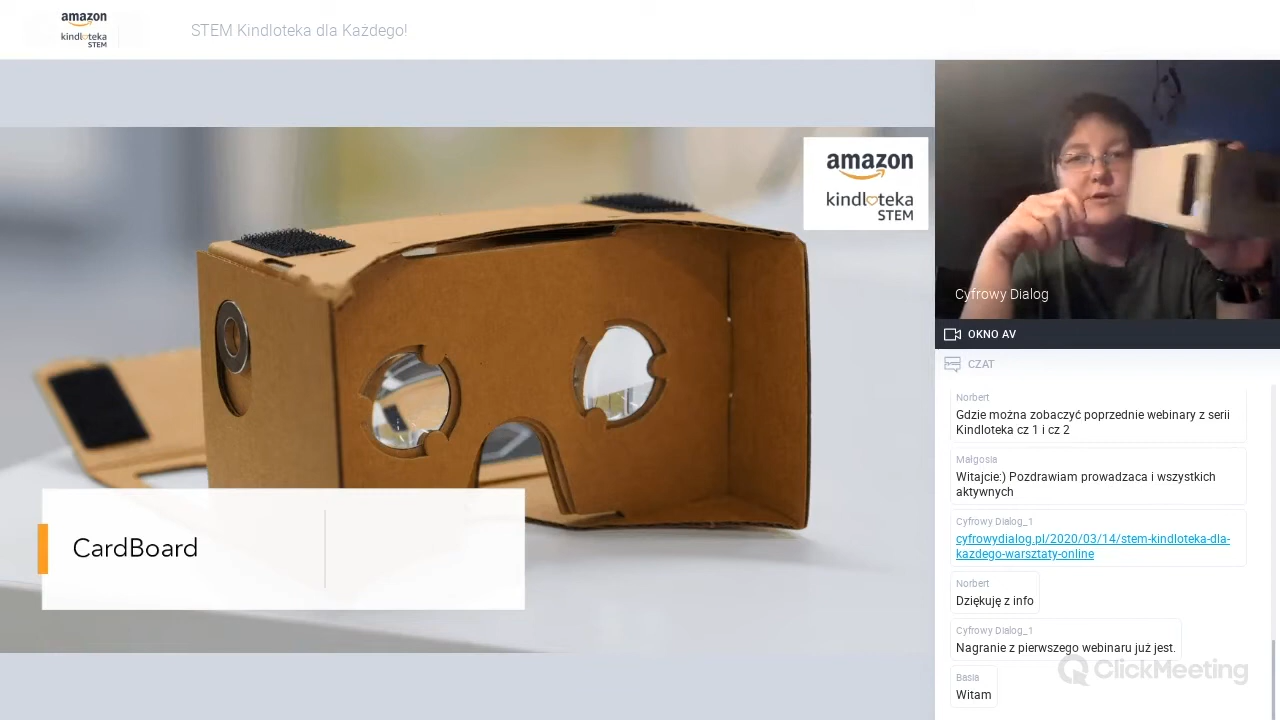 amazon
kindloteka
STEM
STEM Kindloteka dla Każdego!
amazon
kindloteka
STEM
CardBoard
Cyfrowy Dialog
OKNO AV
CZAT
Norbert
Gdzie można zobaczyć poprzednie webinary z serii
Kindloteka cz 1 i cz 2
Małgosia
Witajcie:) Pozdrawiam prowadzaca i wszystkich
aktywnych
Cyfrowy Dialog_1
cyfrowydialog.pl/2020/03/14/stem-kindloteka-dla-
kazdego-warsztaty-online
Norbert
Dziękuję z info
Cyfrowy Dialog_1
Nagranie z pierwszego webinaru już jest.
ClickMeeting
Basia
Witam